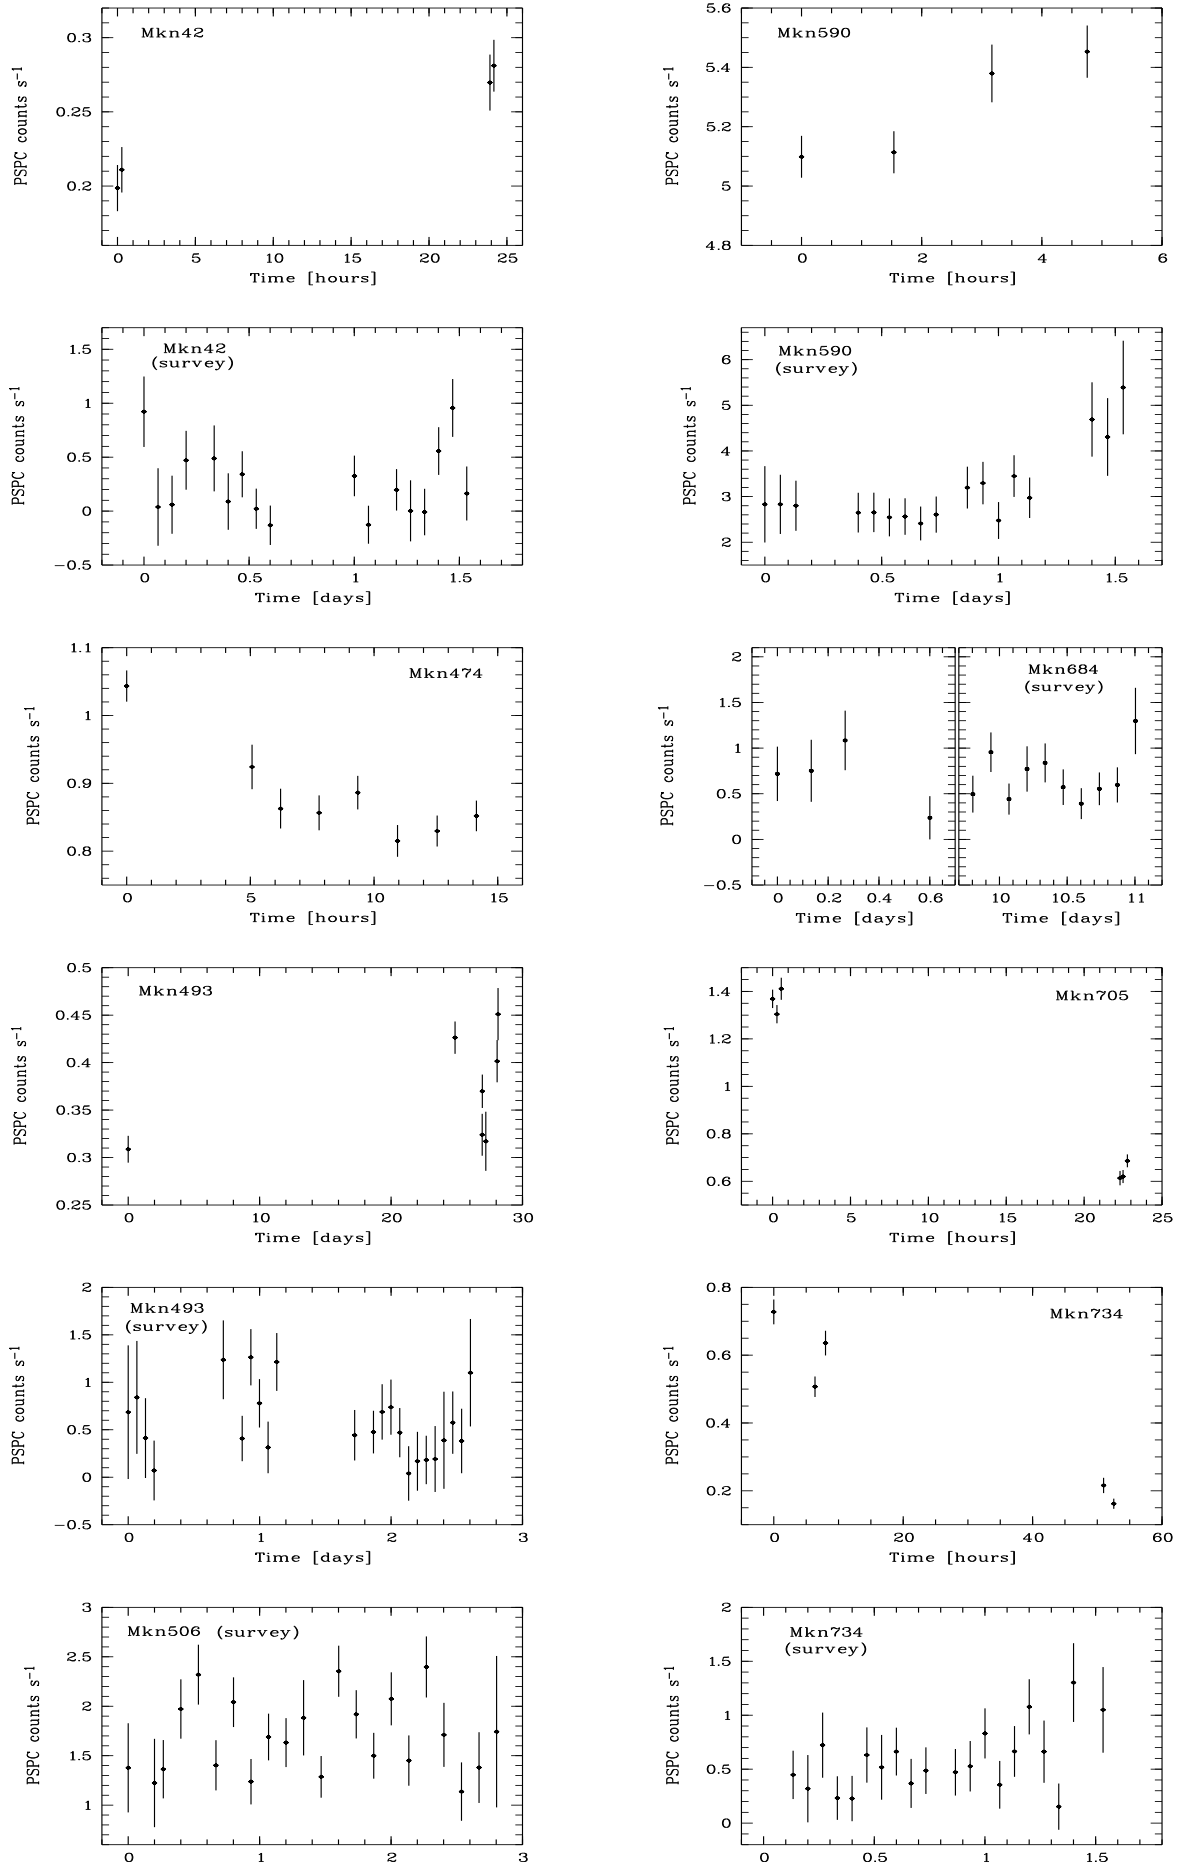 Mkn42
PSPC counts s⁻¹
0.3
0.25
0.2
0 5 10 15 20 25
Time [hours]
Mkn590
PSPC counts s⁻¹
5.6
5.4
5.2
5
4.8
0 2 4 6
Time [hours]
Mkn42
(survey)
PSPC counts s⁻¹
1.5
1
0.5
0
−0.5
0 0.5 1 1.5
Time [days]
Mkn590
(survey)
PSPC counts s⁻¹
6
5
4
3
2
0 0.5 1 1.5
Time [days]
Mkn474
PSPC counts s⁻¹
1.1
1
0.9
0.8
0 5 10 15
Time [hours]
Mkn684
(survey)
PSPC counts s⁻¹
2
1.5
1
0.5
0
−0.5
0 0.2 0.4 0.6
Time [days]
10 10.5 11
Time [days]
Mkn493
PSPC counts s⁻¹
0.5
0.45
0.4
0.35
0.3
0.25
0 10 20 30
Time [days]
Mkn705
PSPC counts s⁻¹
1.4
1.2
1
0.8
0.6
0 5 10 15 20 25
Time [hours]
Mkn493
(survey)
PSPC counts s⁻¹
2
1.5
1
0.5
0
−0.5
0 1 2 3
Time [days]
Mkn734
PSPC counts s⁻¹
0.8
0.6
0.4
0.2
0 20 40 60
Time [hours]
Mkn506 (survey)
PSPC counts s⁻¹
3
2.5
2
1.5
1
0 1 2 3
Mkn734
(survey)
PSPC counts s⁻¹
2
1.5
1
0.5
0
0 0.5 1 1.5